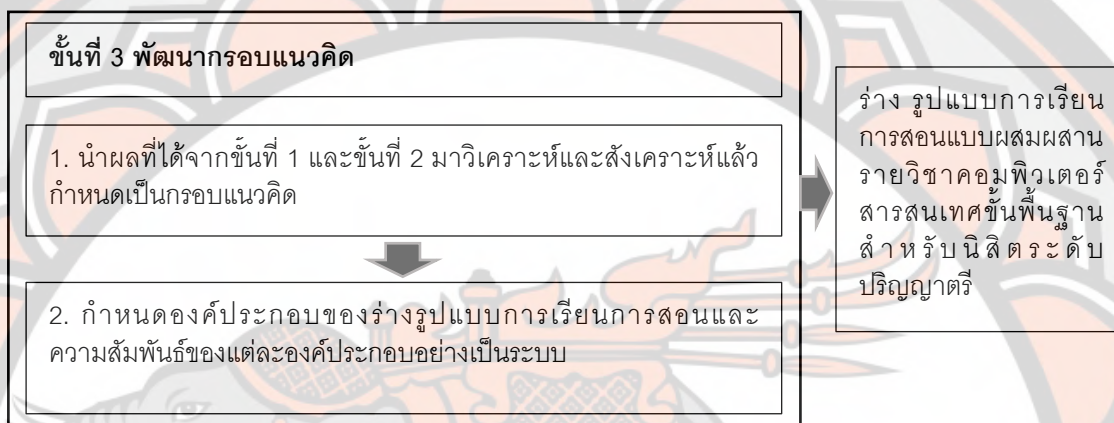 ขั้นที่ 3 พัฒนากรอบแนวคิด
1. นำผลที่ได้จากขั้นที่ 1 และขั้นที่ 2 มาวิเคราะห์และสังเคราะห์แล้ว
กำหนดเป็นกรอบแนวคิด
2. กำหนดองค์ประกอบของร่างรูปแบบการเรียนการสอนและ
ความสัมพันธ์ของแต่ละองค์ประกอบอย่างเป็นระบบ
ร่าง รูปแบบการเรียน
การสอนแบบผสมผสาน
รายวิชาคอมพิวเตอร์
สารสนเทศขั้นพื้นฐาน
สำหรับนิสิตระดับ
ปริญญาตรี